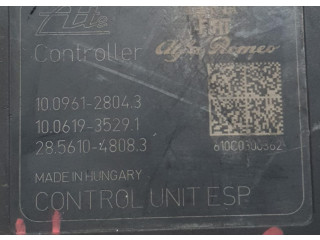 Controller
Alfa Romeo
10.0961-2804.3
10.0619-3529.1
28.5610-4808.3
610C0300362
MADE IN HUNGARY
CONTROL UNIT ESP